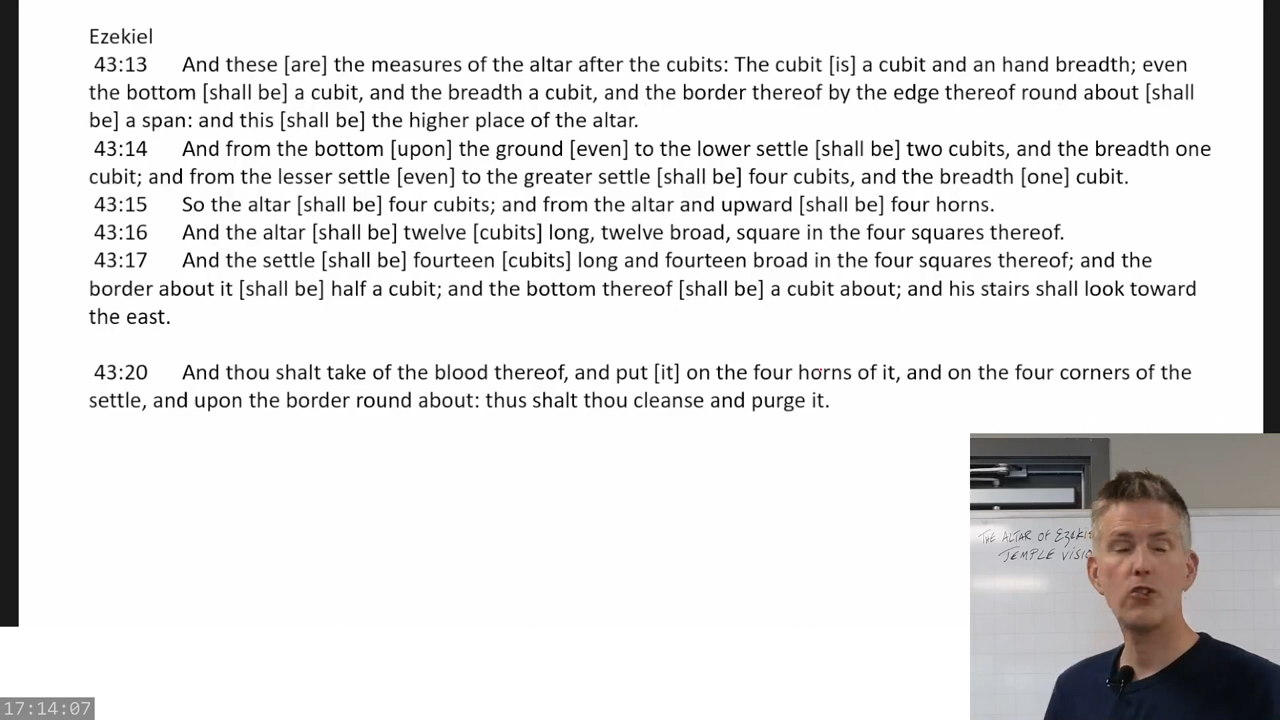 Ezekiel
43:13 And these [are] the measures of the altar after the cubits: The cubit [is] a cubit and an hand breadth; even
the bottom [shall be] a cubit, and the breadth a cubit, and the border thereof by the edge thereof round about [shall
be] a span: and this [shall be] the higher place of the altar.
43:14 And from the bottom [upon] the ground [even] to the lower settle [shall be] two cubits, and the breadth one
cubit; and from the lesser settle [even] to the greater settle [shall be] four cubits, and the breadth [one] cubit.
43:15 So the altar [shall be] four cubits; and from the altar and upward [shall be] four horns.
43:16 And the altar [shall be] twelve [cubits] long, twelve broad, square in the four squares thereof.
43:17 And the settle [shall be] fourteen [cubits] long and fourteen broad in the four squares thereof; and the
border about it [shall be] half a cubit; and the bottom thereof [shall be] a cubit about; and his stairs shall look toward
the east.
43:20 And thou shalt take of the blood thereof, and put [it] on the four horns of it, and on the four corners of the
settle, and upon the border round about: thus shalt thou cleanse and purge it.
THE ALTAR OF EZEKI
TEMPLE VISIO
17:14:07